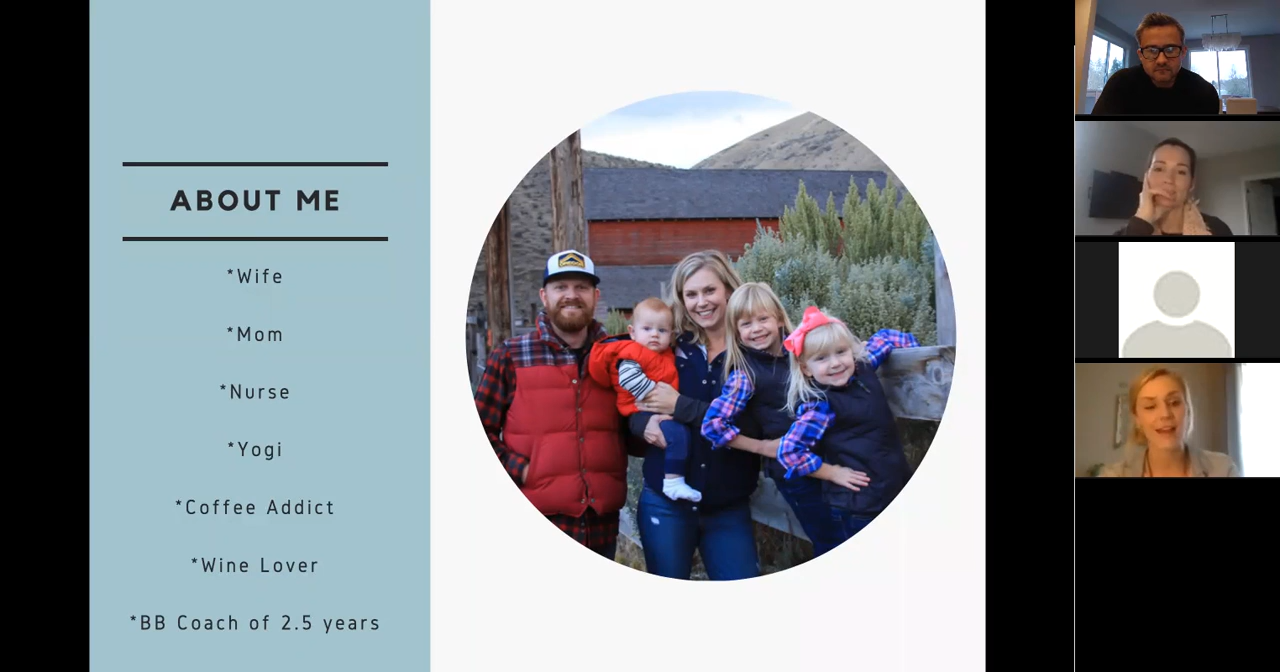 ABOUT ME
*Wife
*Mom
*Nurse
*Yogi
*Coffee Addict
*Wine Lover
*BB Coach of 2.5 years